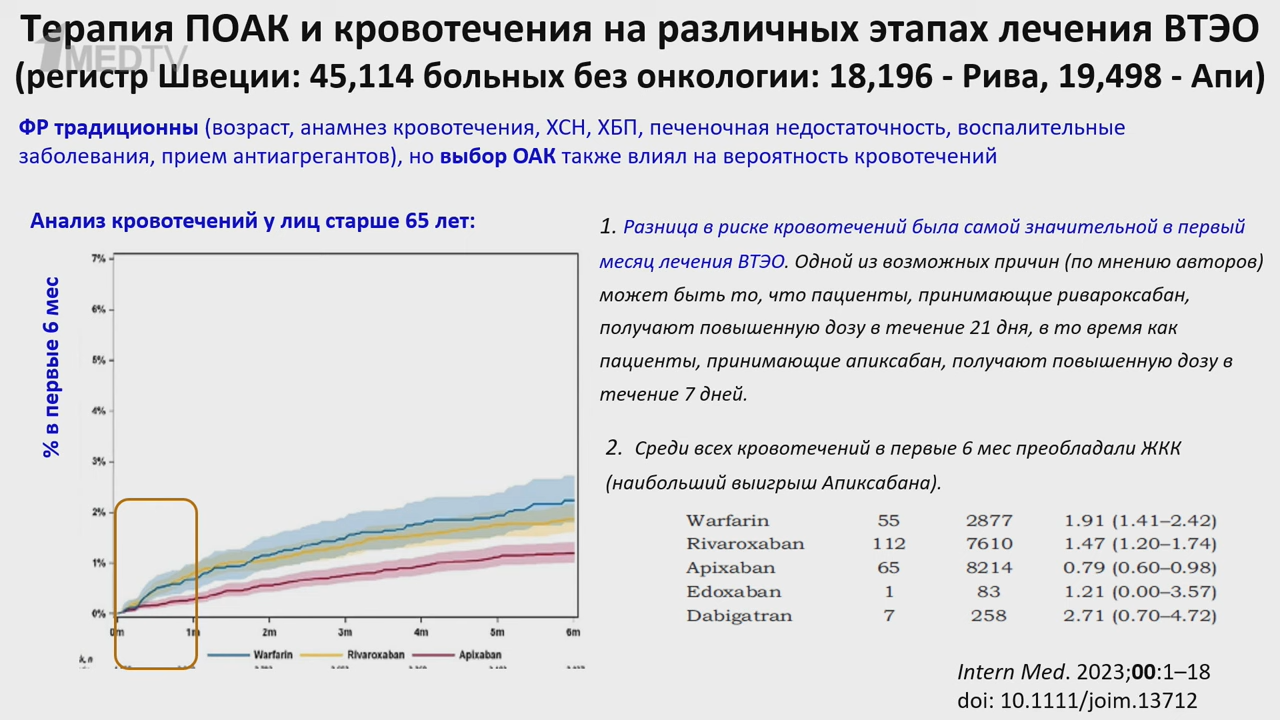 Терапия ПОАК и кровотечения на различных этапах лечения ВТЭО
(регистр Швеции: 45,114 больных без онкологии: 18,196 - Рива, 19,498 - Апи)
1MEDTV
ФР традиционны (возраст, анамнез кровотечения, ХСН, ХБП, печеночная недостаточность, воспалительные
заболевания, прием антиагрегантов), но выбор ОАК также влиял на вероятность кровотечений
Анализ кровотечений у лиц старше 65 лет:
% в первые 6 мес
7%
6%
5%
4%
3%
2%
1%
0%
0m 1m 2m 3m 4m 5m 6m
Warfarin Rivaroxaban Apixaban
1. Разница в риске кровотечений была самой значительной в первый
месяц лечения ВТЭО. Одной из возможных причин (по мнению авторов)
может быть то, что пациенты, принимающие ривароксабан,
получают повышенную дозу в течение 21 дня, в то время как
пациенты, принимающие апиксабан, получают повышенную дозу в
течение 7 дней.
2. Среди всех кровотечений в первые 6 мес преобладали ЖКК
(наибольший выигрыш Апиксабана).
Warfarin 55 2877 1.91 (1.41–2.42)
Rivaroxaban 112 7610 1.47 (1.20–1.74)
Apixaban 65 8214 0.79 (0.60–0.98)
Edoxaban 1 83 1.21 (0.00–3.57)
Dabigatran 7 258 2.71 (0.70–4.72)
Intern Med. 2023;00:1–18
doi: 10.1111/joim.13712